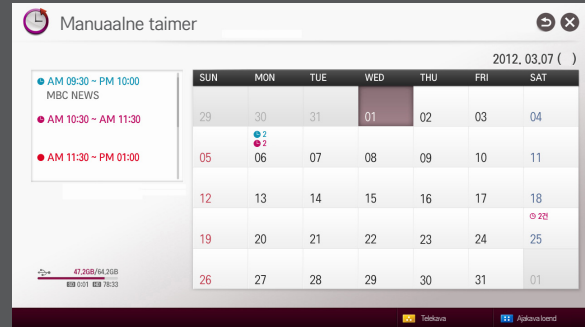 Manuaalne taimer
2012. 03.07 ( )
AM 09:30 ~ PM 10:00
MBC NEWS
AM 10:30 ~ AM 11:30
AM 11:30 ~ PM 01:00
SUN MON TUE WED THU FRI SAT
29 30 31 01 02 03 04
2
2
05 06 07 08 09 10 11
12 13 14 15 16 17 18
2건
19 20 21 22 23 24 25
26 27 28 29 30 31 01
47,2GB/64,2GB
SD 0:01 HD 78:33
Telekava Ajakava loend